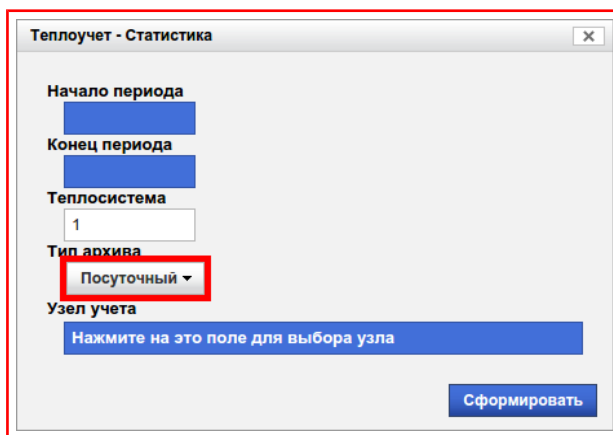 Теплоучет - Статистика
Начало периода
Конец периода
Теплосистема
1
Тип архива
Посуточный
Узел учета
Нажмите на это поле для выбора узла
Сформировать